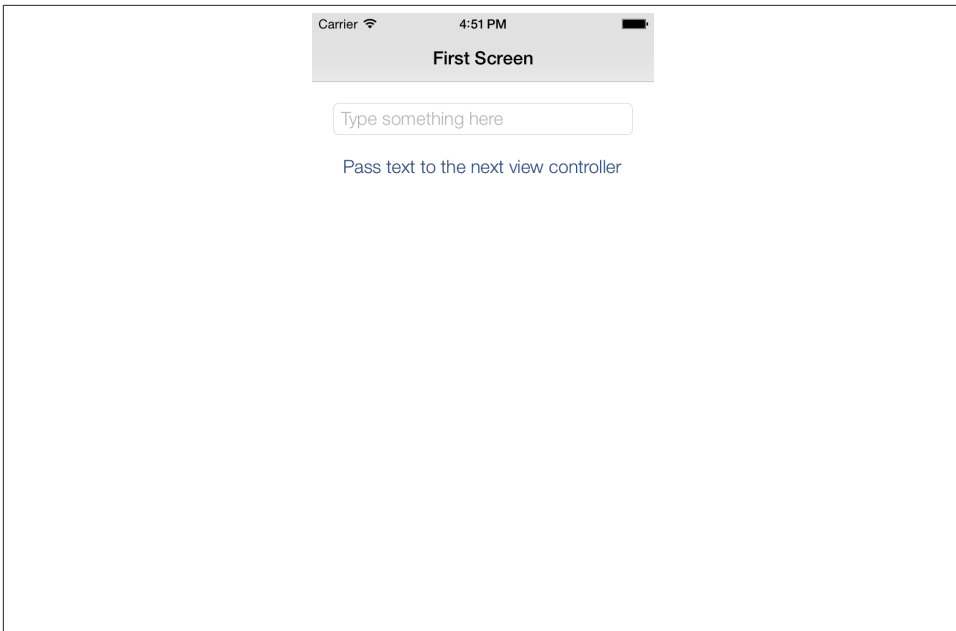 Carrier 4:51 PM
First Screen
Type something here
Pass text to the next view controller